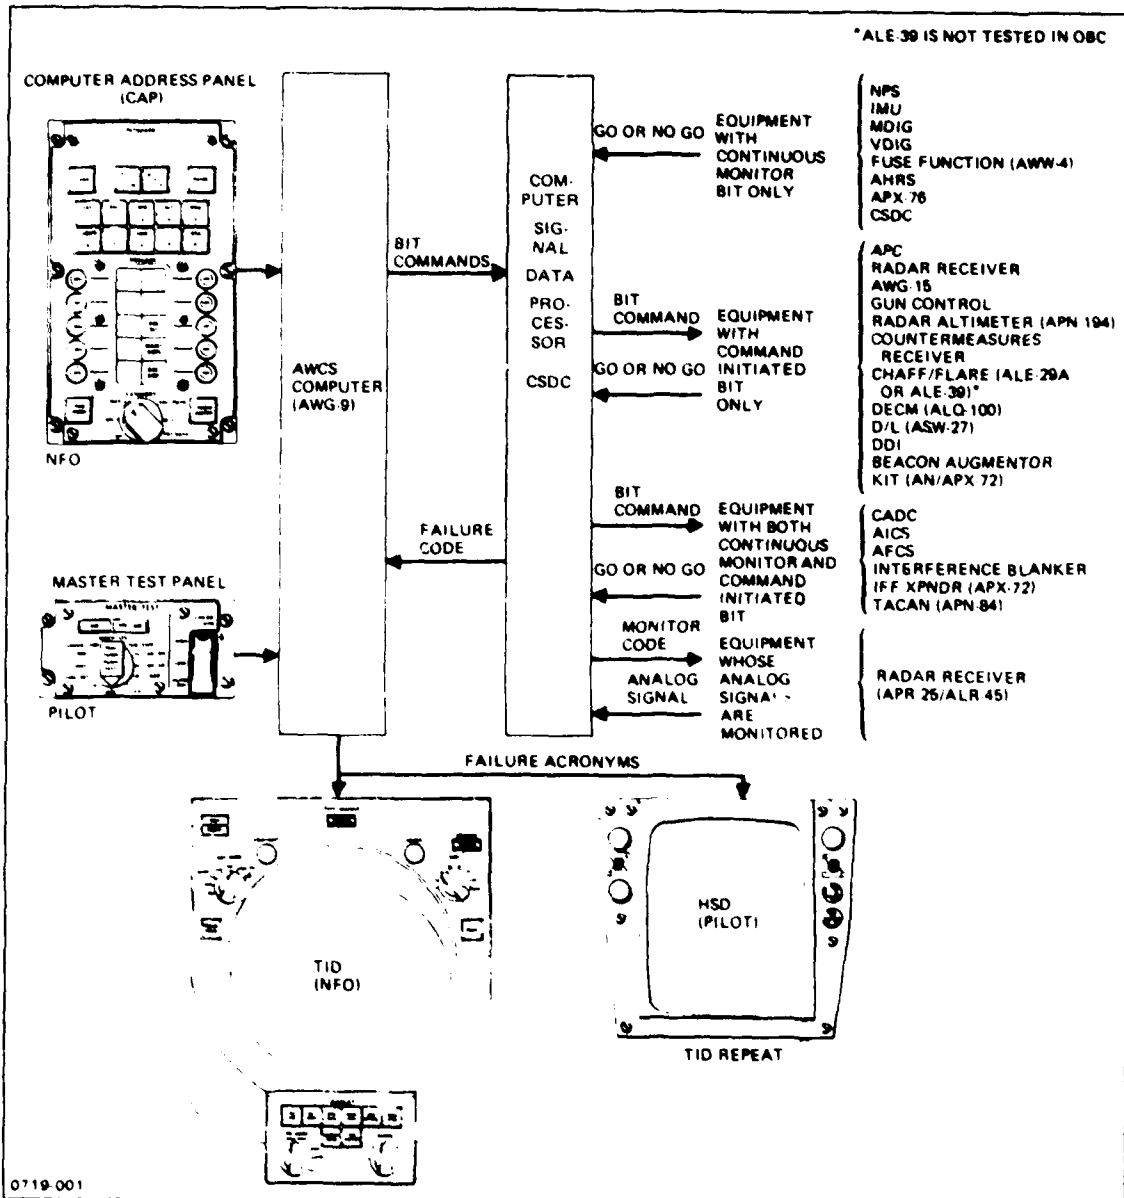 *ALE-39 IS NOT TESTED IN OBC
COMPUTER ADDRESS PANEL
(CAP)
NFO
MASTER TEST PANEL
MASTER TEST
PILOT
AWCS
COMPUTER
(AWG-9)
BIT
COMMANDS
FAILURE
CODE
COM-
PUTER
SIG-
NAL
DATA
PRO-
CES-
SOR
CSDC
GO OR NO GO
EQUIPMENT
WITH
CONTINUOUS
MONITOR
BIT ONLY
NPS
IMU
MDIG
VDIG
FUSE FUNCTION (AWW-4)
AHRS
APX-76
CSDC
BIT
COMMAND
GO OR NO GO
EQUIPMENT
WITH
COMMAND
INITIATED
BIT
ONLY
APC
RADAR RECEIVER
AWG-15
GUN CONTROL
RADAR ALTIMETER (APN 194)
COUNTERMEASURES
RECEIVER
CHAFF/FLARE (ALE-29A
OR ALE-39)*
DECM (ALQ-100)
D/L (ASW-27)
DDI
BEACON AUGMENTOR
KIT (AN/APX 72)
BIT
COMMAND
GO OR NO GO
EQUIPMENT
WITH BOTH
CONTINUOUS
MONITOR AND
COMMAND
INITIATED
BIT
CADC
AICS
AFCS
INTERFERENCE BLANKER
IFF XPNDR (APX-72)
TACAN (APN-84)
MONITOR
CODE
ANALOG
SIGNAL
EQUIPMENT
WHOSE
ANALOG
SIGNALS
ARE
MONITORED
RADAR RECEIVER
(APR 25/ALR 45)
FAILURE ACRONYMS
TID
(NFO)
HSD
(PILOT)
TID REPEAT
0719-001